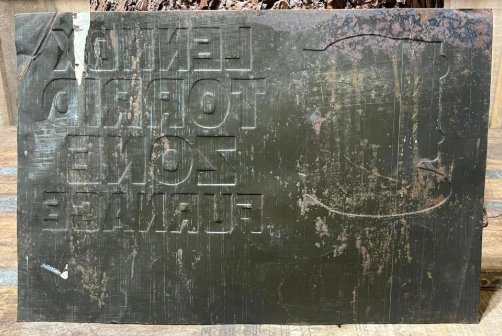 LENNOX
TORRID
ZONE
FURNACE